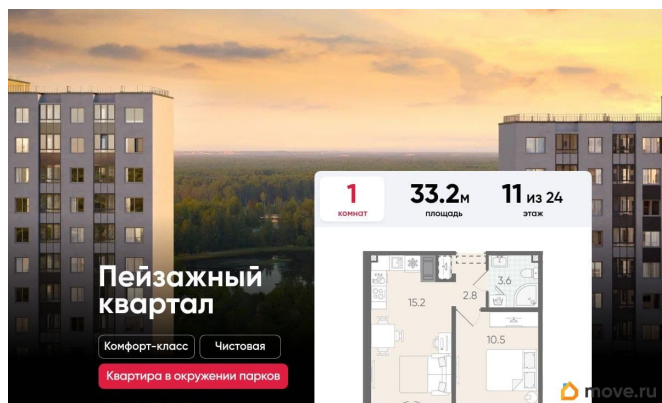 1
комнат
33.2м
площадь
11 из 24
этаж
Пейзажный
квартал
Комфорт-класс
Чистовая
Квартира в окружении парков
15.2
2.8
3.6
10.5
move.ru